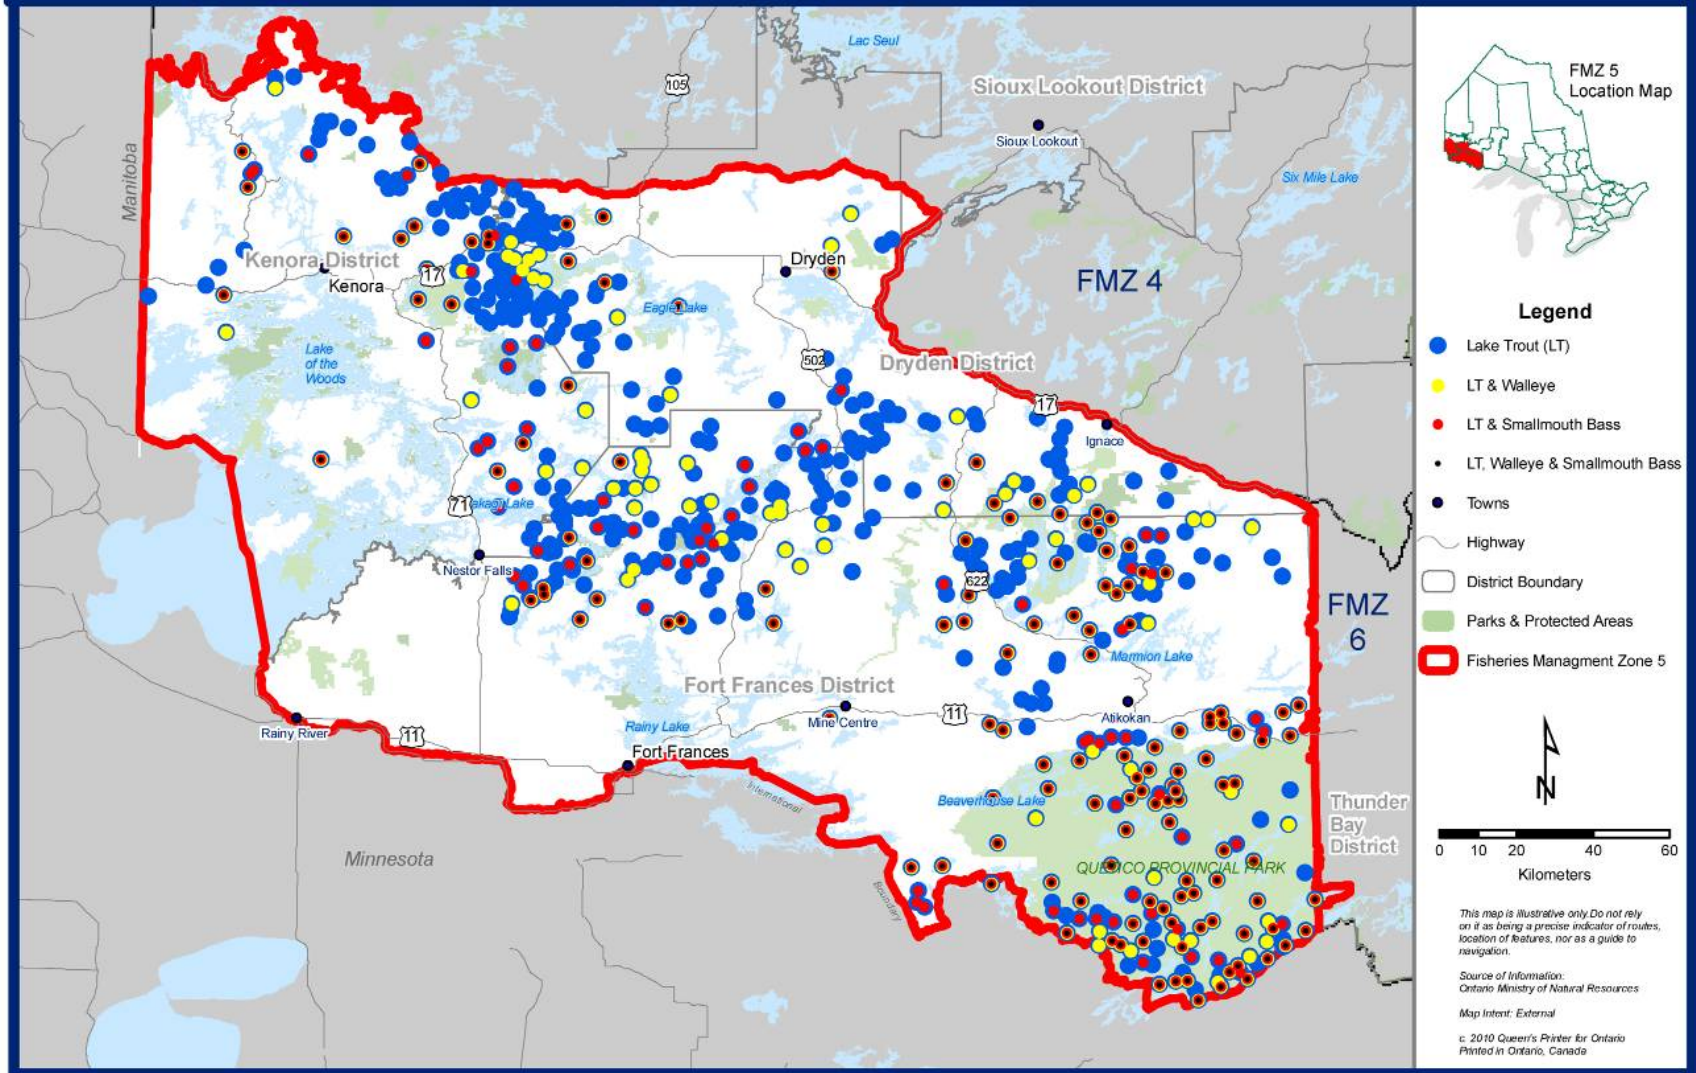 Lac Seul
105
Sioux Lookout District
Sioux Lookout
Six Mile Lake
Manitoba
Kenora District
17
Kenora
Dryden
FMZ 4
Eagle Lake
Lake
of the
Woods
502
Dryden District
17
Ignace
71
Nestor Falls
622
FMZ
6
Marmion Lake
Fort Frances District
Rainy Lake
Mine Centre
11
Atikokan
Rainy River
11
Fort Frances
International
Boundary
Beaverhouse Lake
Minnesota
QUETICO PROVINCIAL PARK
Thunder
Bay
District
FMZ 5
Location Map
Legend
Lake Trout (LT)
LT & Walleye
LT & Smallmouth Bass
LT, Walleye & Smallmouth Bass
Towns
Highway
District Boundary
Parks & Protected Areas
Fisheries Managment Zone 5
N
0 10 20 40 60
Kilometers
This map is illustrative only.Do not rely
on it as being a precise indicator of routes,
location of features, nor as a guide to
navigation.
Source of Information:
Ontario Ministry of Natural Resources
Map Intent: External
c. 2010 Queen's Printer for Ontario
Printed in Ontario, Canada